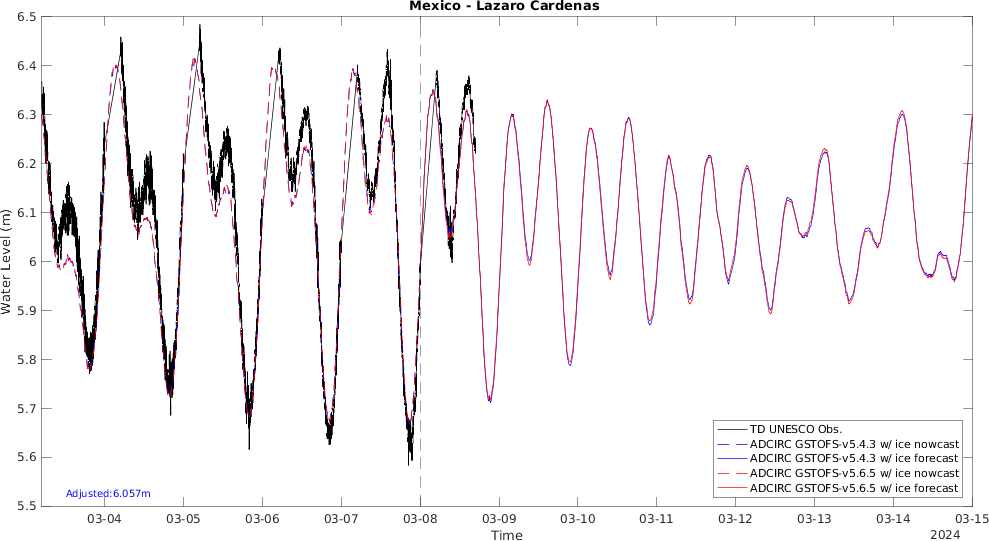 Mexico - Lazaro Cardenas
6.5
6.4
6.3
6.2
6.1
6
5.9
5.8
5.7
5.6
5.5
Water Level (m)
Adjusted:6.057m
TD UNESCO Obs.
ADCIRC GSTOFS-v5.4.3 w/ ice nowcast
ADCIRC GSTOFS-v5.4.3 w/ ice forecast
ADCIRC GSTOFS-v5.6.5 w/ ice nowcast
ADCIRC GSTOFS-v5.6.5 w/ ice forecast
03-04 03-05 03-06 03-07 03-08 03-09 03-10 03-11 03-12 03-13 03-14 03-15
Time
2024